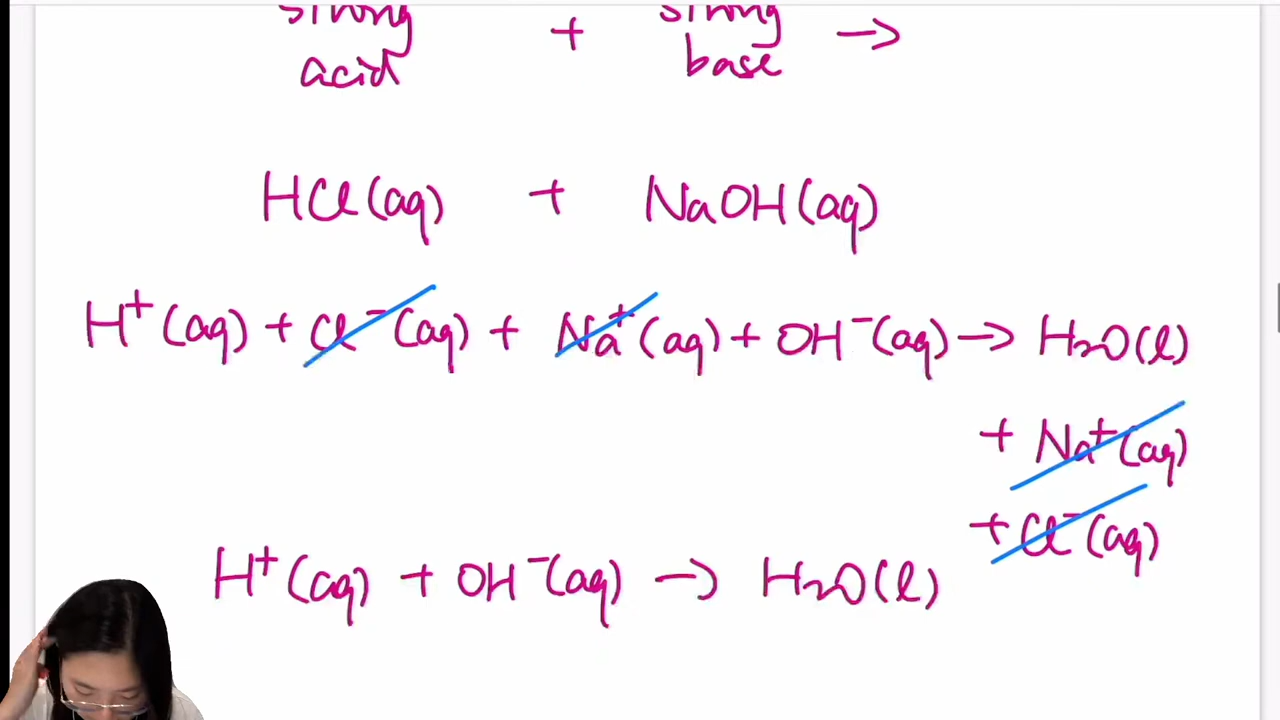 strong + strong →
acid base
HCl(aq) + NaOH(aq)
H⁺(aq) + Cl⁻(aq) + Na⁺(aq) + OH⁻(aq) → H₂O(l)
+ Na⁺(aq)
+ Cl⁻(aq)
H⁺(aq) + OH⁻(aq) → H₂O(l)